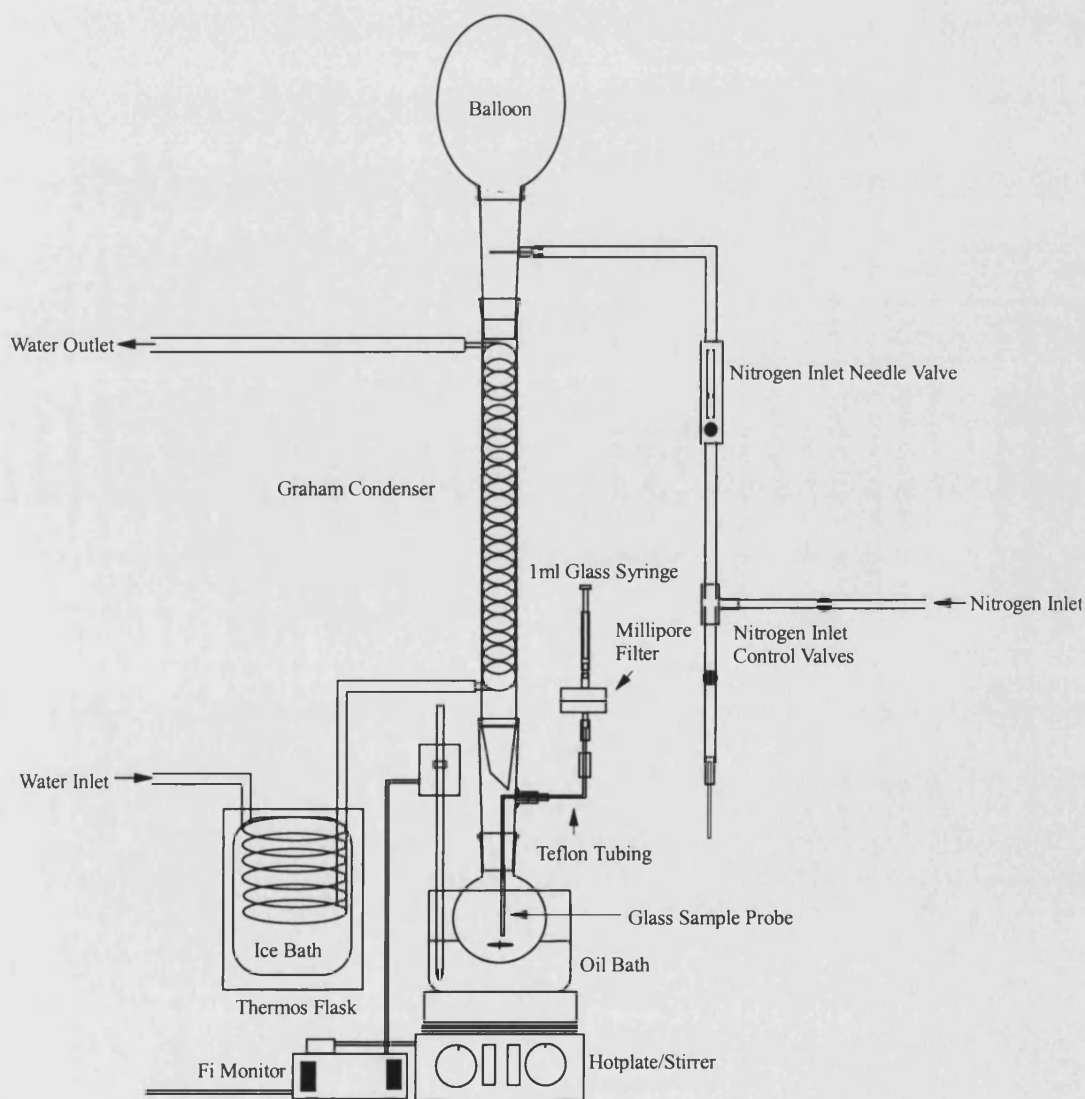 Balloon
Water Outlet
Nitrogen Inlet Needle Valve
Graham Condenser
1ml Glass Syringe
Nitrogen Inlet
Millipore
Filter
Nitrogen Inlet
Control Valves
Water Inlet
Teflon Tubing
Glass Sample Probe
Ice Bath
Oil Bath
Thermos Flask
Fi Monitor
Hotplate/Stirrer